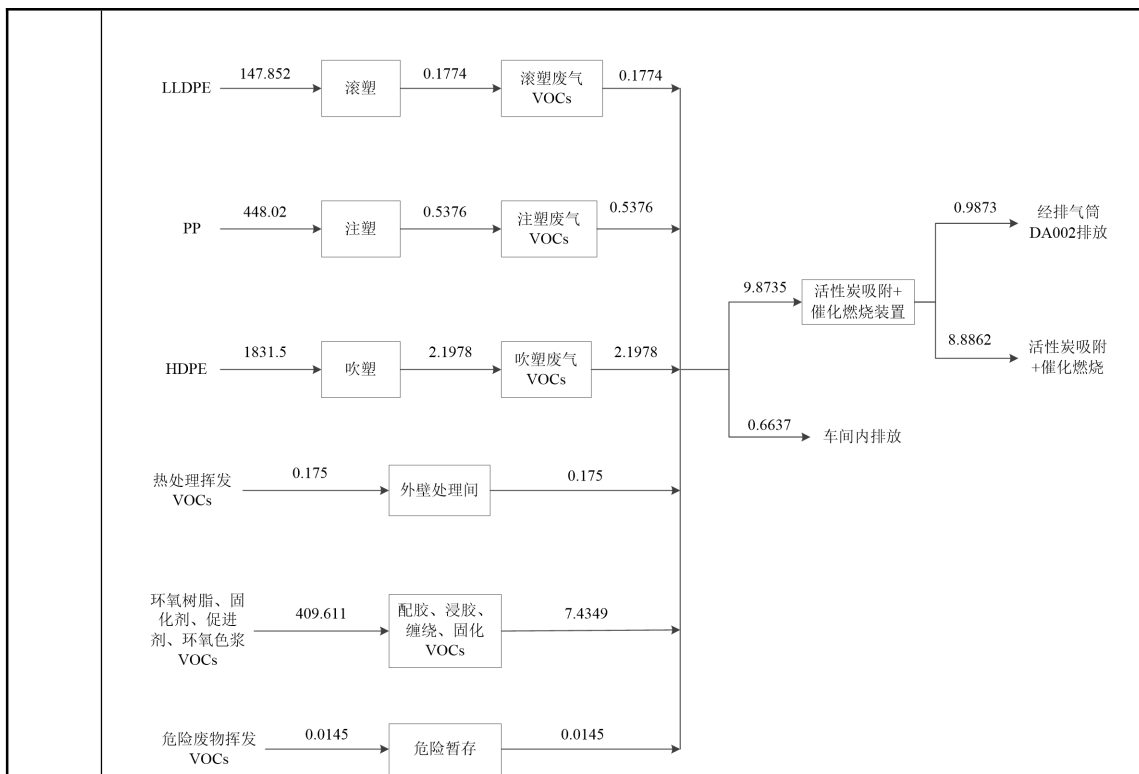 LLDPE
147.852
滚塑
0.1774
滚塑废气
VOCs
0.1774
PP
448.02
注塑
0.5376
注塑废气
VOCs
0.5376
HDPE
1831.5
吹塑
2.1978
吹塑废气
VOCs
2.1978
热处理挥发
VOCs
0.175
外壁处理间
0.175
环氧树脂、固
化剂、促进
剂、环氧色浆
VOCs
409.611
配胶、浸胶、
缠绕、固化
VOCs
7.4349
危险废物挥发
VOCs
0.0145
危险暂存
0.0145
9.8735
活性炭吸附+
催化燃烧装置
0.9873
经排气筒
DA002排放
8.8862
活性炭吸附
+催化燃烧
0.6637
车间内排放